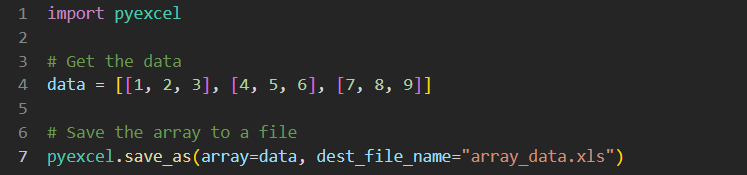 1 import pyexcel
2
3 # Get the data
4 data = [[1, 2, 3], [4, 5, 6], [7, 8, 9]]
5
6 # Save the array to a file
7 pyexcel.save_as(array=data, dest_file_name="array_data.xls")